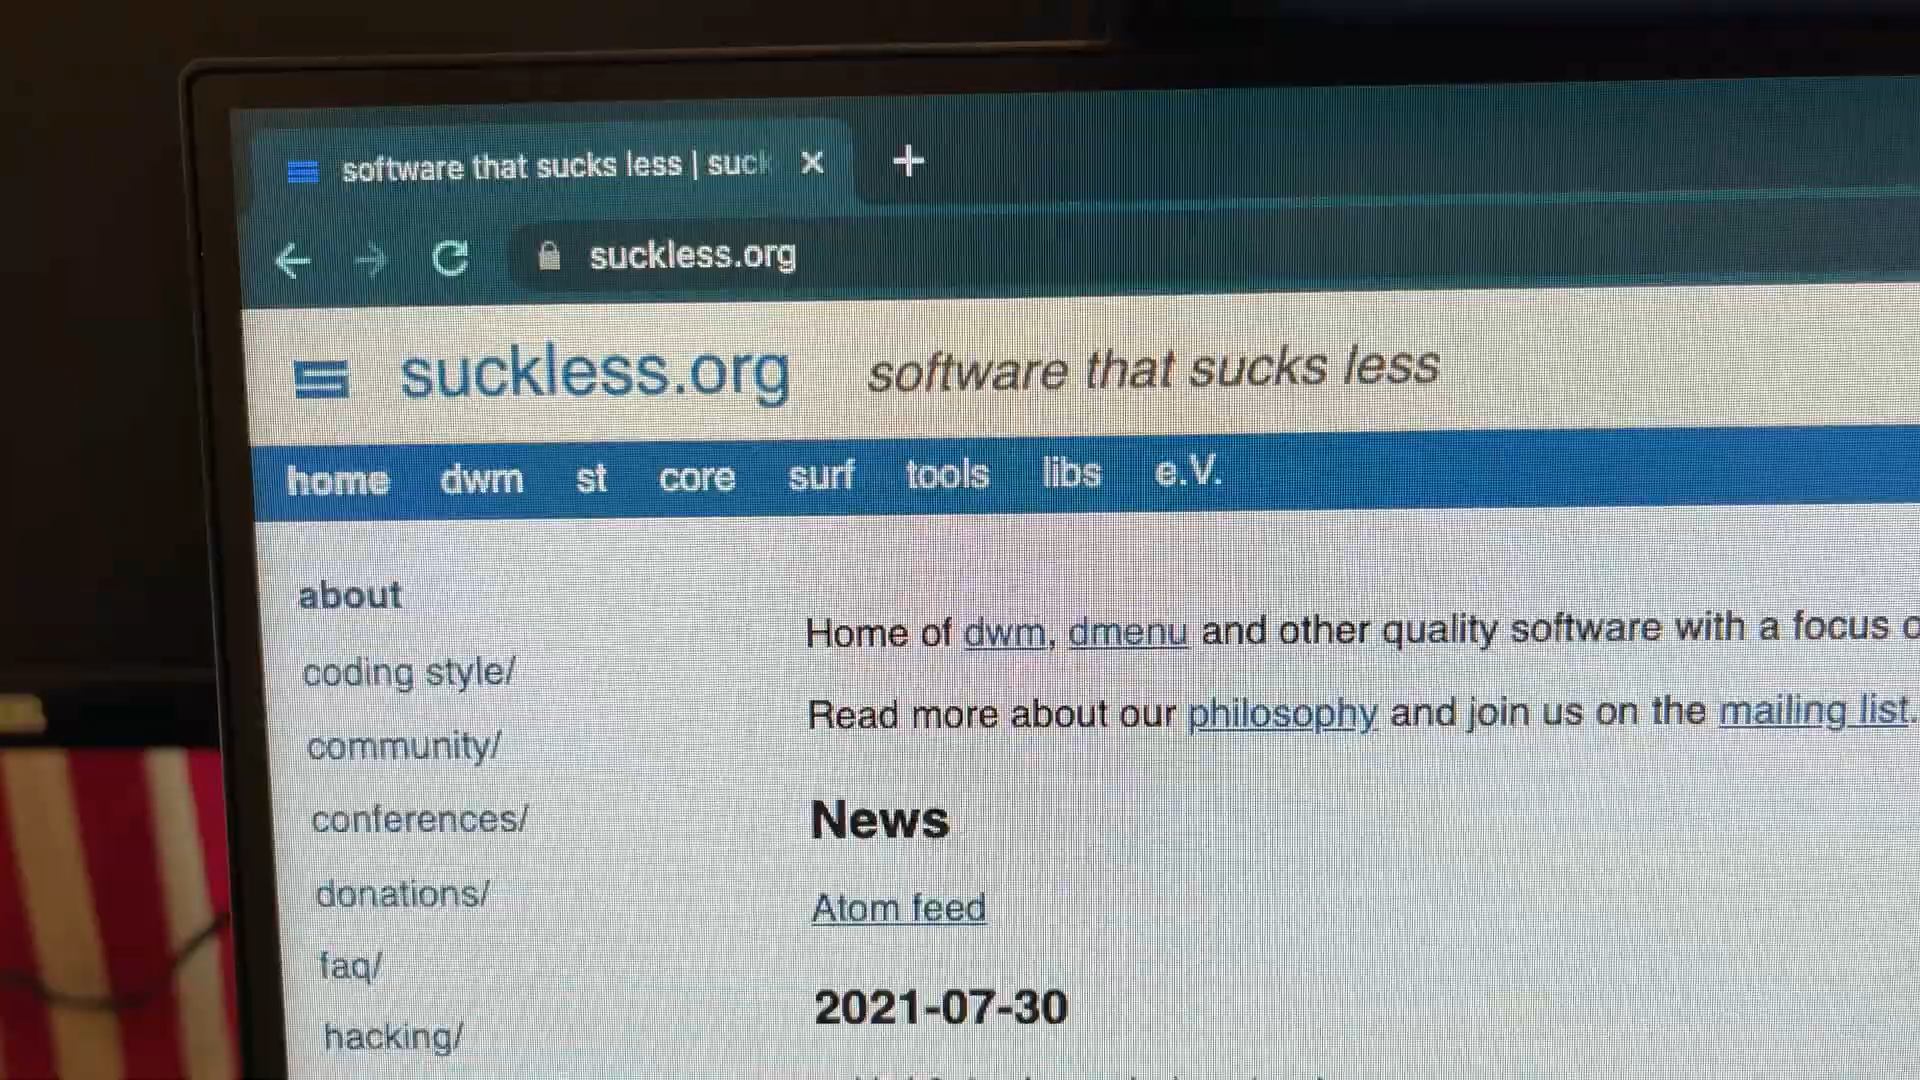 software that sucks less | suck
suckless.org
suckless.org software that sucks less
home dwm st core surf tools libs e.V.
about
coding style/
community/
conferences/
donations/
faq/
hacking/
Home of dwm, dmenu and other quality software with a focus
Read more about our philosophy and join us on the mailing list.
News
Atom feed
2021-07-30